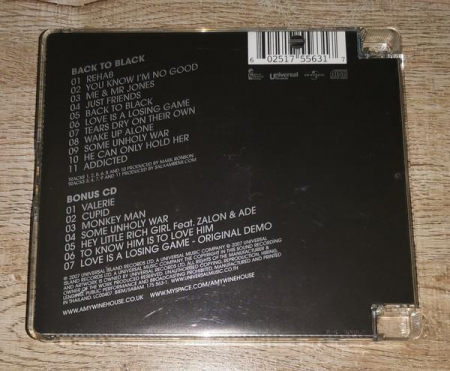 6 02517 55631 7
BACK TO BLACK
01 REHAB
02 YOU KNOW I'M NO GOOD
03 ME & MR JONES
04 JUST FRIENDS
05 BACK TO BLACK
06 LOVE IS A LOSING GAME
07 TEARS DRY ON THEIR OWN
08 WAKE UP ALONE
09 SOME UNHOLY WAR
10 HE CAN ONLY HOLD HER
11 ADDICTED
BONUS CD
01 VALERIE
02 CUPID
03 MONKEY MAN
04 SOME UNHOLY WAR
05 HEY LITTLE RICH GIRL Feat. ZALON & ADE
06 TO KNOW HIM IS TO LOVE HIM
07 LOVE IS A LOSING GAME - ORIGINAL DEMO
WWW.AMYWINEHOUSE.CO.UK WWW.MYSPACE.COM/AMYWINEHOUSE